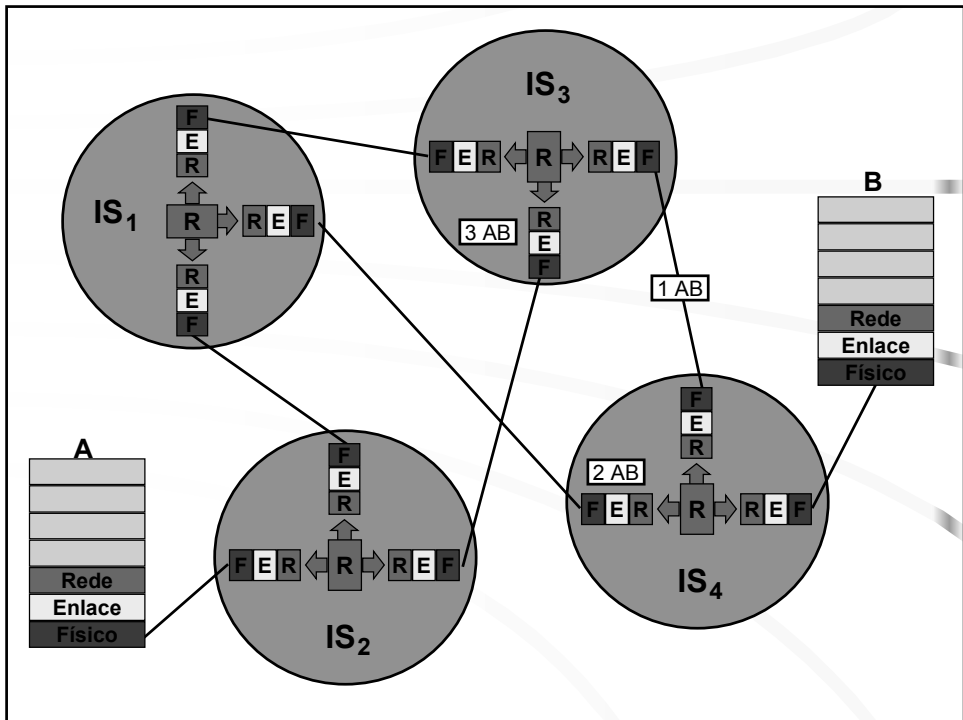 IS3
F
E
R
F E R
R
R E F
B
IS1
R
R E F
R
E
F
3 AB
R
E
F
1 AB
Rede
Enlace
Físico
F
E
R
A
F
E
R
2 AB
F E R
R
R E F
F E R
R
R E F
IS4
Rede
Enlace
Físico
IS2